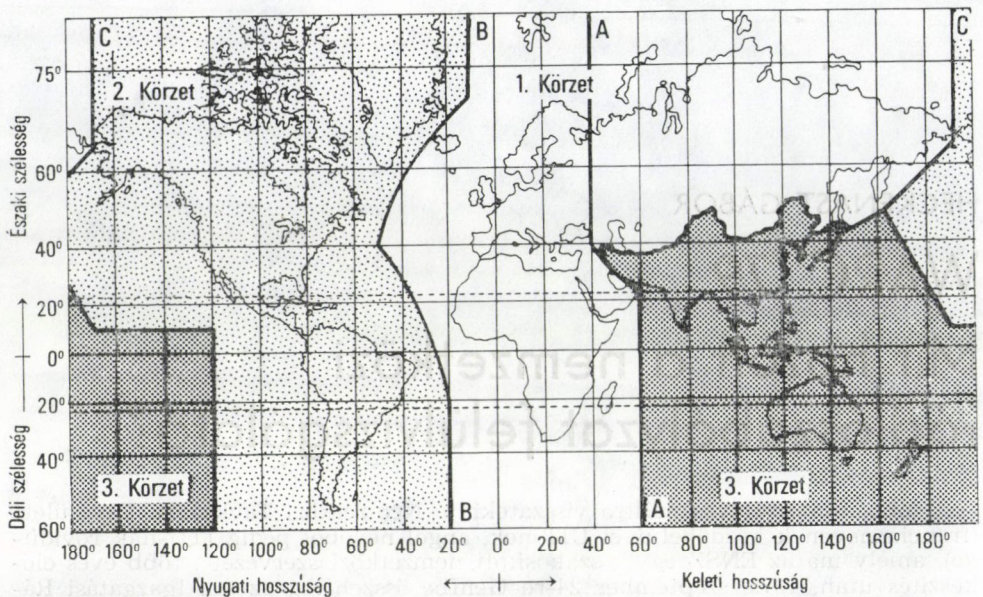 C B A C
75° 2. Körzet 1. Körzet
60°
40°
20°
0°
20°
40°
3. Körzet 3. Körzet
60° B A
180° 160° 140° 120° 100° 80° 60° 40° 20° 0° 20° 40° 60° 80° 100° 120° 140° 160° 180°
Nyugati hosszúság Keleti hosszúság
Északi szélesség
Déli szélesség